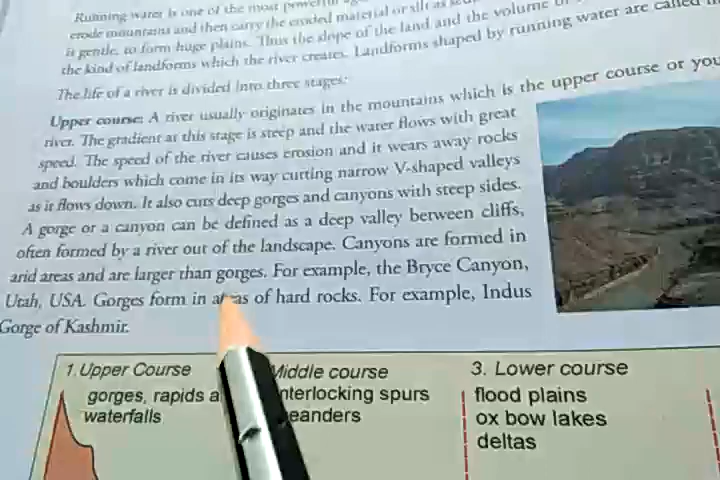 Running water is one of the most powerful
erode mountains and then carry the eroded material or silt as
is gentle, to form huge plains. Thus the slope of the land and the volume
the kind of landforms which the river creates. Landforms shaped by running water are called
The life of a river is divided into three stages:
Upper course: A river usually originates in the mountains which is the upper course or you
river. The gradient at this stage is steep and the water flows with great
speed. The speed of the river causes erosion and it wears away rocks
and boulders which come in its way cutting narrow V-shaped valleys
as it flows down. It also cuts deep gorges and canyons with steep sides.
A gorge or a canyon can be defined as a deep valley between cliffs,
often formed by a river out of the landscape. Canyons are formed in
arid areas and are larger than gorges. For example, the Bryce Canyon,
Utah, USA. Gorges form in areas of hard rocks. For example, Indus
Gorge of Kashmir.
1. Upper Course
gorges, rapids a
waterfalls
Middle course
nterlocking spurs
eanders
3. Lower course
flood plains
ox bow lakes
deltas